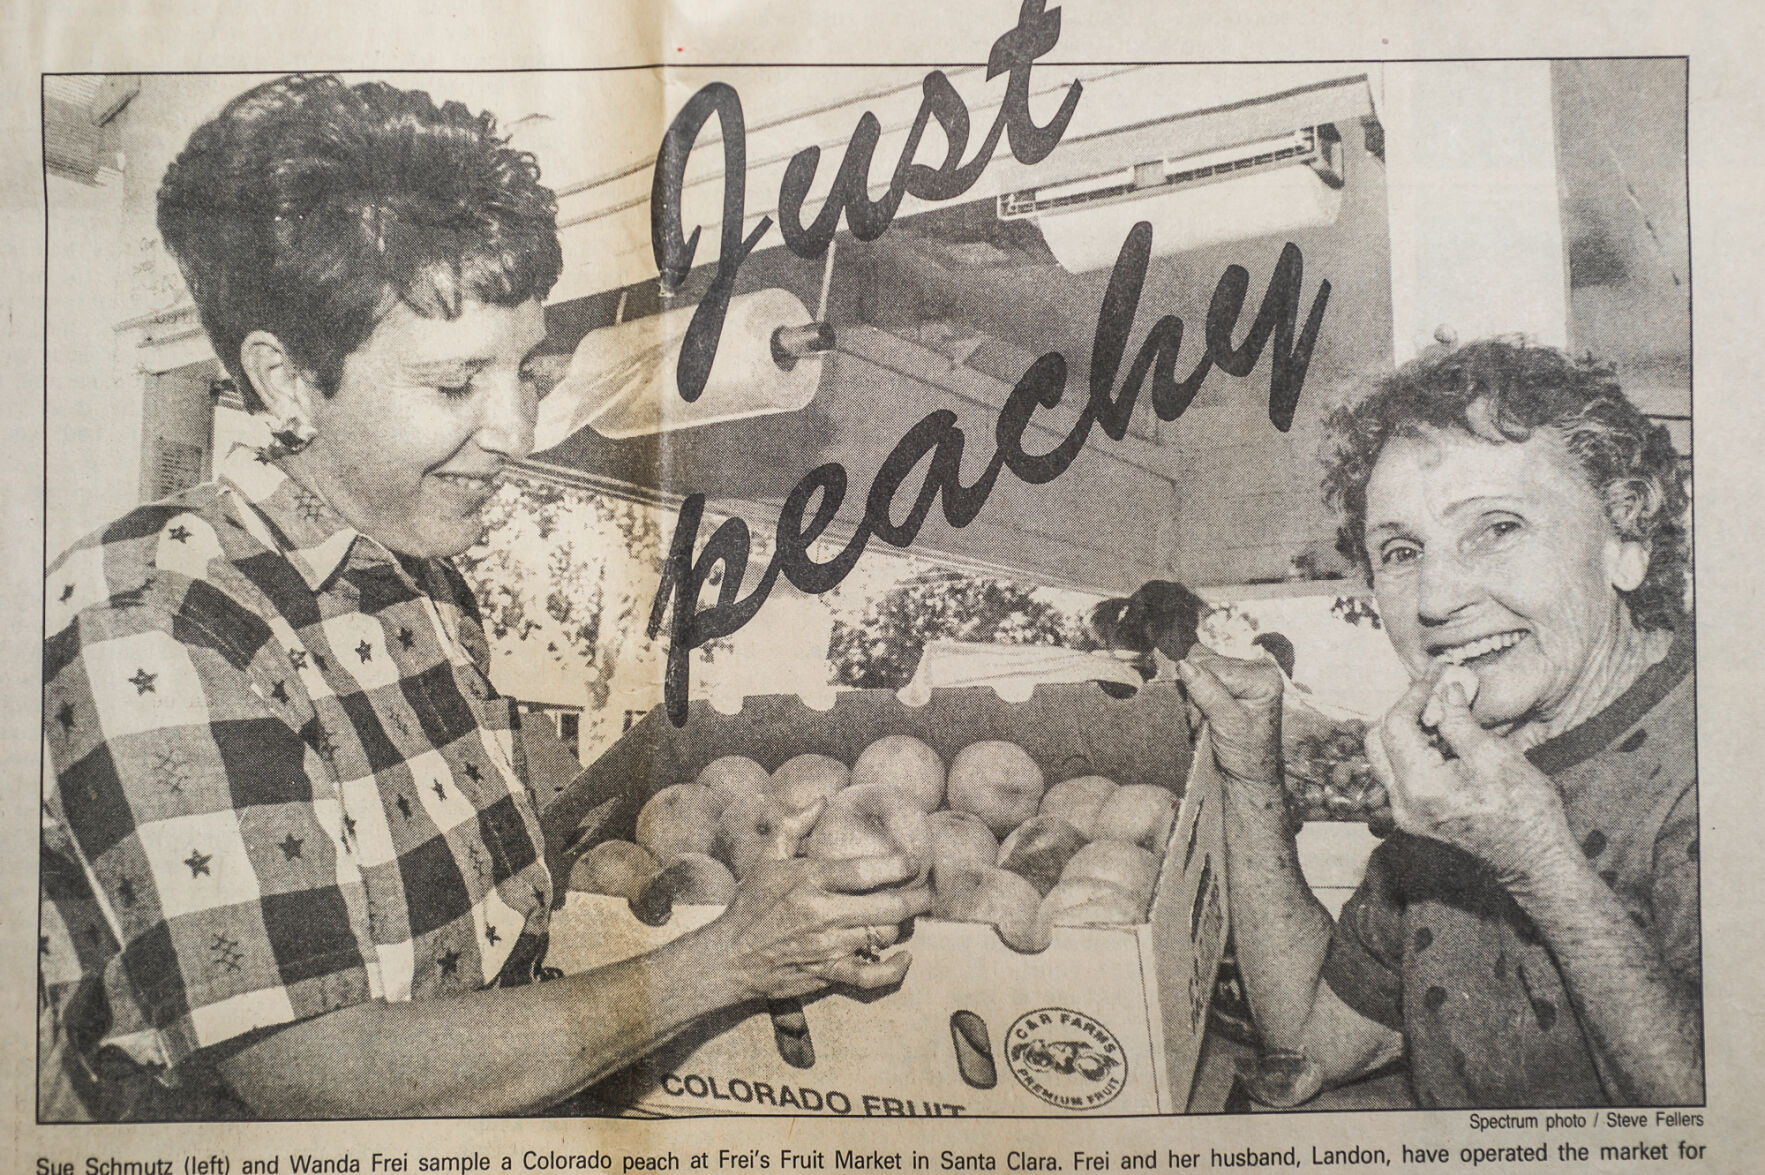 Just
peachy
C&R FARMS
PREMIUM FRUIT
COLORADO FRUIT
Spectrum photo / Steve Fellers
Sue Schmutz (left) and Wanda Frei sample a Colorado peach at Frei's Fruit Market in Santa Clara. Frei and her husband, Landon, have operated the market for